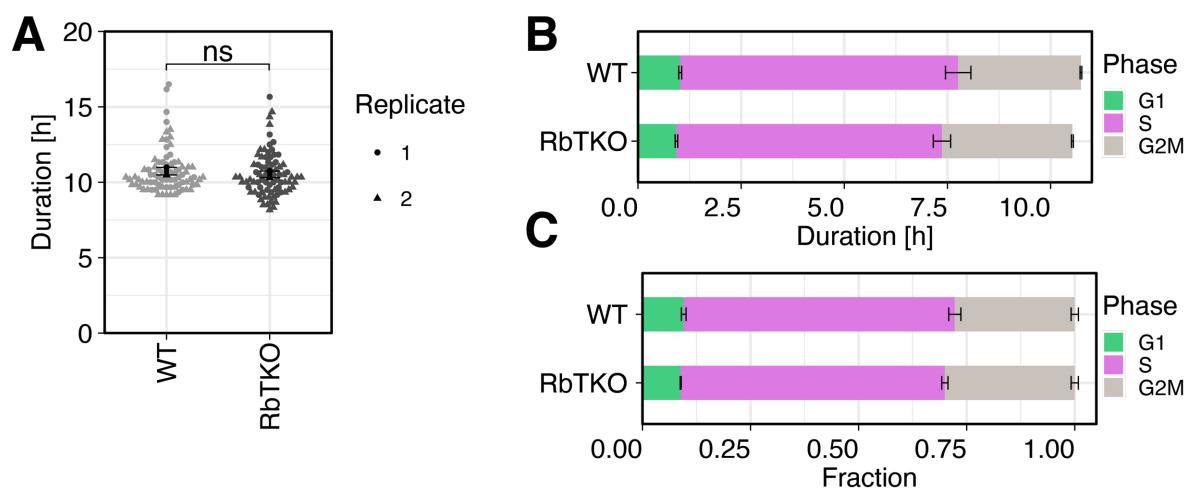 A
20
15
10
5
0
Duration [h]
ns
WT
RbTKO
Replicate
1
2
B
WT
RbTKO
0.0 2.5 5.0 7.5 10.0
Duration [h]
Phase
G1
S
G2M
C
WT
RbTKO
0.00 0.25 0.50 0.75 1.00
Fraction
Phase
G1
S
G2M